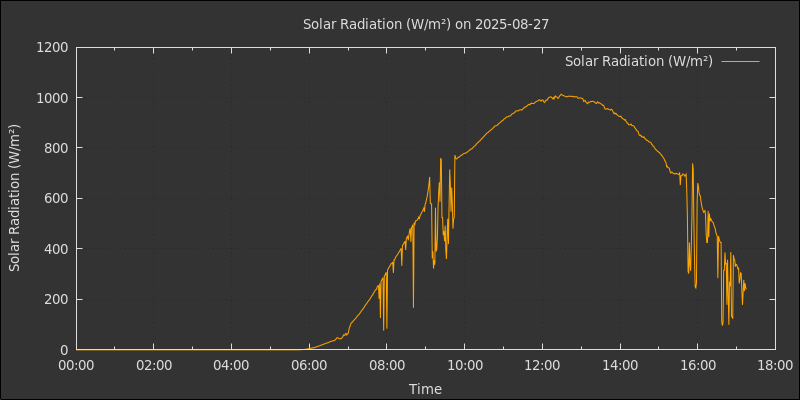 Solar Radiation (W/m²) on 2025-08-27
Solar Radiation (W/m²)
Solar Radiation (W/m²)
1200
1000
800
600
400
200
0
00:00 02:00 04:00 06:00 08:00 10:00 12:00 14:00 16:00 18:00
Time